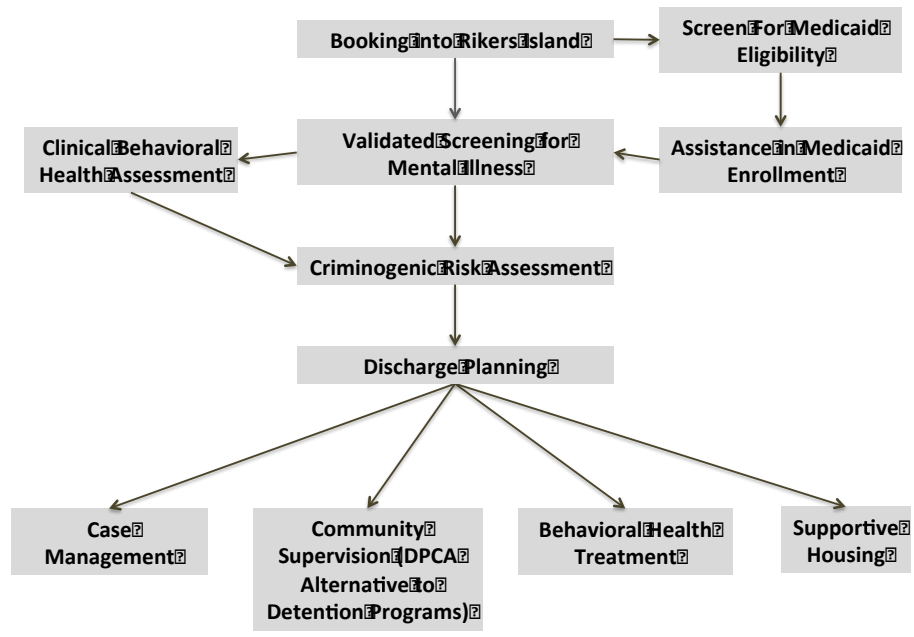 Booking into Rikers Island
Screen For Medicaid
Eligibility
Clinical Behavioral
Health Assessment
Validated Screening for
Mental Illness
Assistance in Medicaid
Enrollment
Criminogenic Risk Assessment
Discharge Planning
Case
Management
Community
Supervision (DPCA
Alternative to
Detention Programs)
Behavioral Health
Treatment
Supportive
Housing